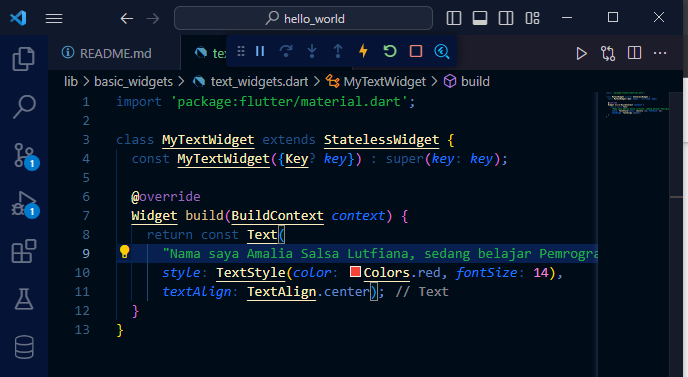 hello_world
README.md
lib > basic_widgets > text_widgets.dart > MyTextWidget > build
1 import 'package:flutter/material.dart';
2
3 class MyTextWidget extends StatelessWidget {
4 const MyTextWidget({Key? key}) : super(key: key);
5
6 @override
7 Widget build(BuildContext context) {
8 return const Text(
9 "Nama saya Amalia Salsa Lutfiana, sedang belajar Pemrogra
10 style: TextStyle(color: Colors.red, fontSize: 14),
11 textAlign: TextAlign.center); // Text
12 }
13 }
1
1